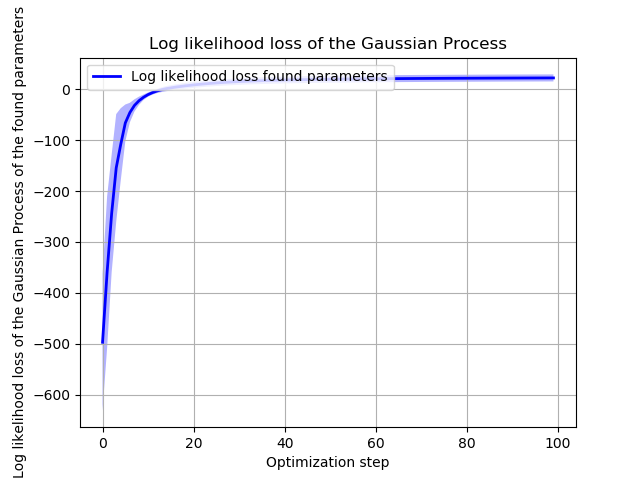 Log likelihood loss of the Gaussian Process
Log likelihood loss found parameters
Log likelihood loss of the Gaussian Process of the found parameters
0
−100
−200
−300
−400
−500
−600
0 20 40 60 80 100
Optimization step